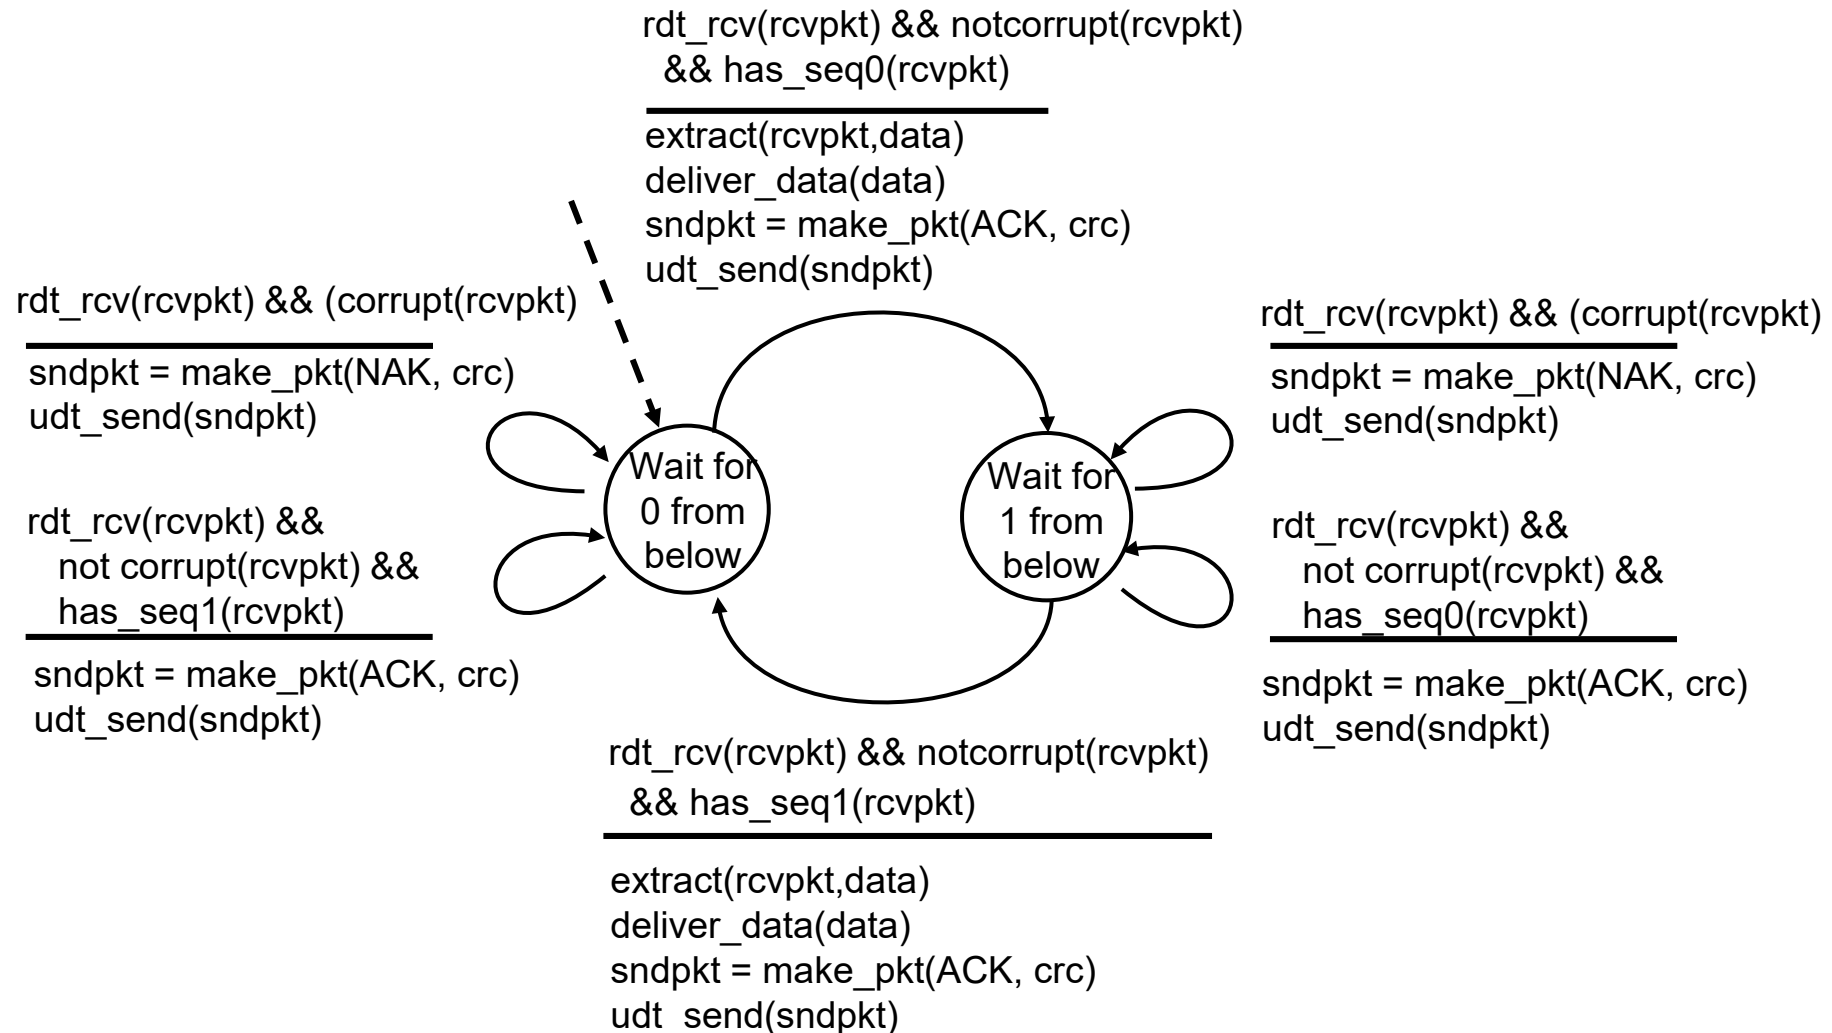 rdt_rcv(rcvpkt) && notcorrupt(rcvpkt)
&& has_seq0(rcvpkt)
extract(rcvpkt,data)
deliver_data(data)
sndpkt = make_pkt(ACK, crc)
udt_send(sndpkt)
rdt_rcv(rcvpkt) && (corrupt(rcvpkt)
sndpkt = make_pkt(NAK, crc)
udt_send(sndpkt)
rdt_rcv(rcvpkt) &&
not corrupt(rcvpkt) &&
has_seq1(rcvpkt)
sndpkt = make_pkt(ACK, crc)
udt_send(sndpkt)
Wait for
0 from
below
Wait for
1 from
below
rdt_rcv(rcvpkt) && (corrupt(rcvpkt)
sndpkt = make_pkt(NAK, crc)
udt_send(sndpkt)
rdt_rcv(rcvpkt) &&
not corrupt(rcvpkt) &&
has_seq0(rcvpkt)
sndpkt = make_pkt(ACK, crc)
udt_send(sndpkt)
rdt_rcv(rcvpkt) && notcorrupt(rcvpkt)
&& has_seq1(rcvpkt)
extract(rcvpkt,data)
deliver_data(data)
sndpkt = make_pkt(ACK, crc)
udt_send(sndpkt)